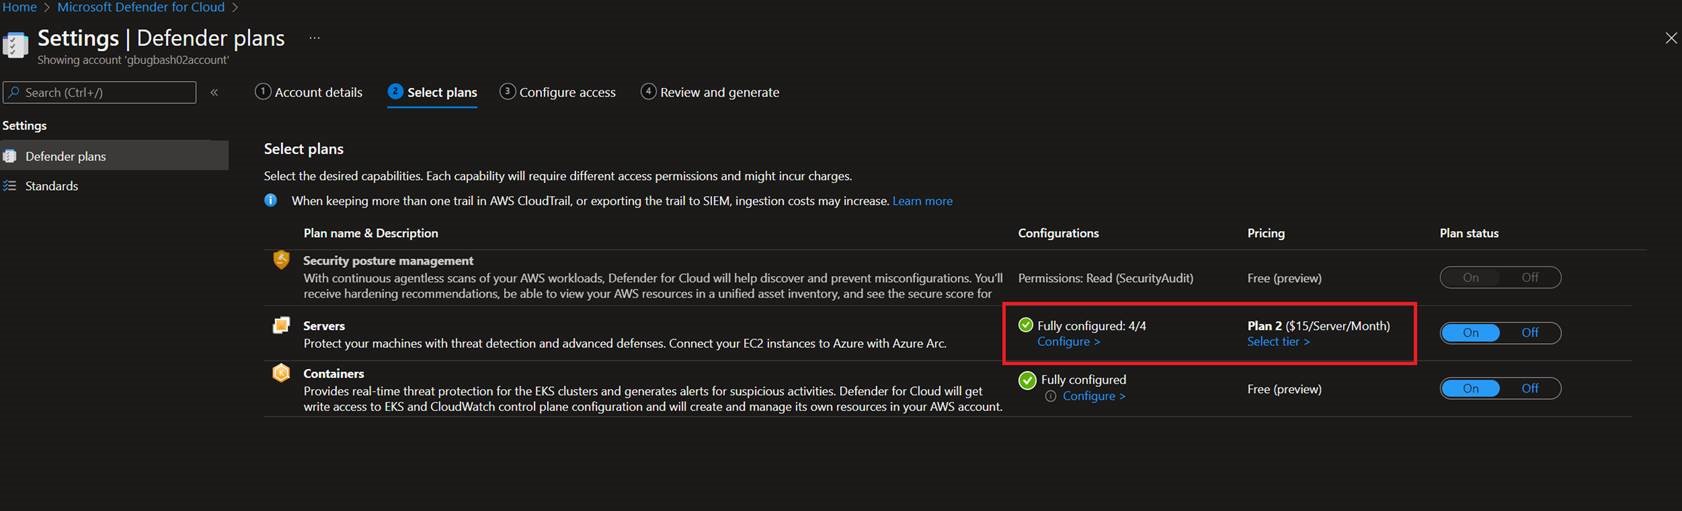 Home > Microsoft Defender for Cloud >
Settings | Defender plans ...
Showing account 'gbugbash02account'
Search (Ctrl+/) «
1 Account details 2 Select plans 3 Configure access 4 Review and generate
Settings
Defender plans
Standards
Select plans
Select the desired capabilities. Each capability will require different access permissions and might incur charges.
When keeping more than one trail in AWS CloudTrail, or exporting the trail to SIEM, ingestion costs may increase. Learn more
Plan name & Description Configurations Pricing Plan status
Security posture management
With continuous agentless scans of your AWS workloads, Defender for Cloud will help discover and prevent misconfigurations. You'll
receive hardening recommendations, be able to view your AWS resources in a unified asset inventory, and see the secure score for
Permissions: Read (SecurityAudit) Free (preview) On Off
Servers
Protect your machines with threat detection and advanced defenses. Connect your EC2 instances to Azure with Azure Arc.
Fully configured: 4/4
Configure >
Plan 2 ($15/Server/Month)
Select tier >
On Off
Containers
Provides real-time threat protection for the EKS clusters and generates alerts for suspicious activities. Defender for Cloud will get
write access to EKS and CloudWatch control plane configuration and will create and manage its own resources in your AWS account.
Fully configured
Configure >
Free (preview)
On Off